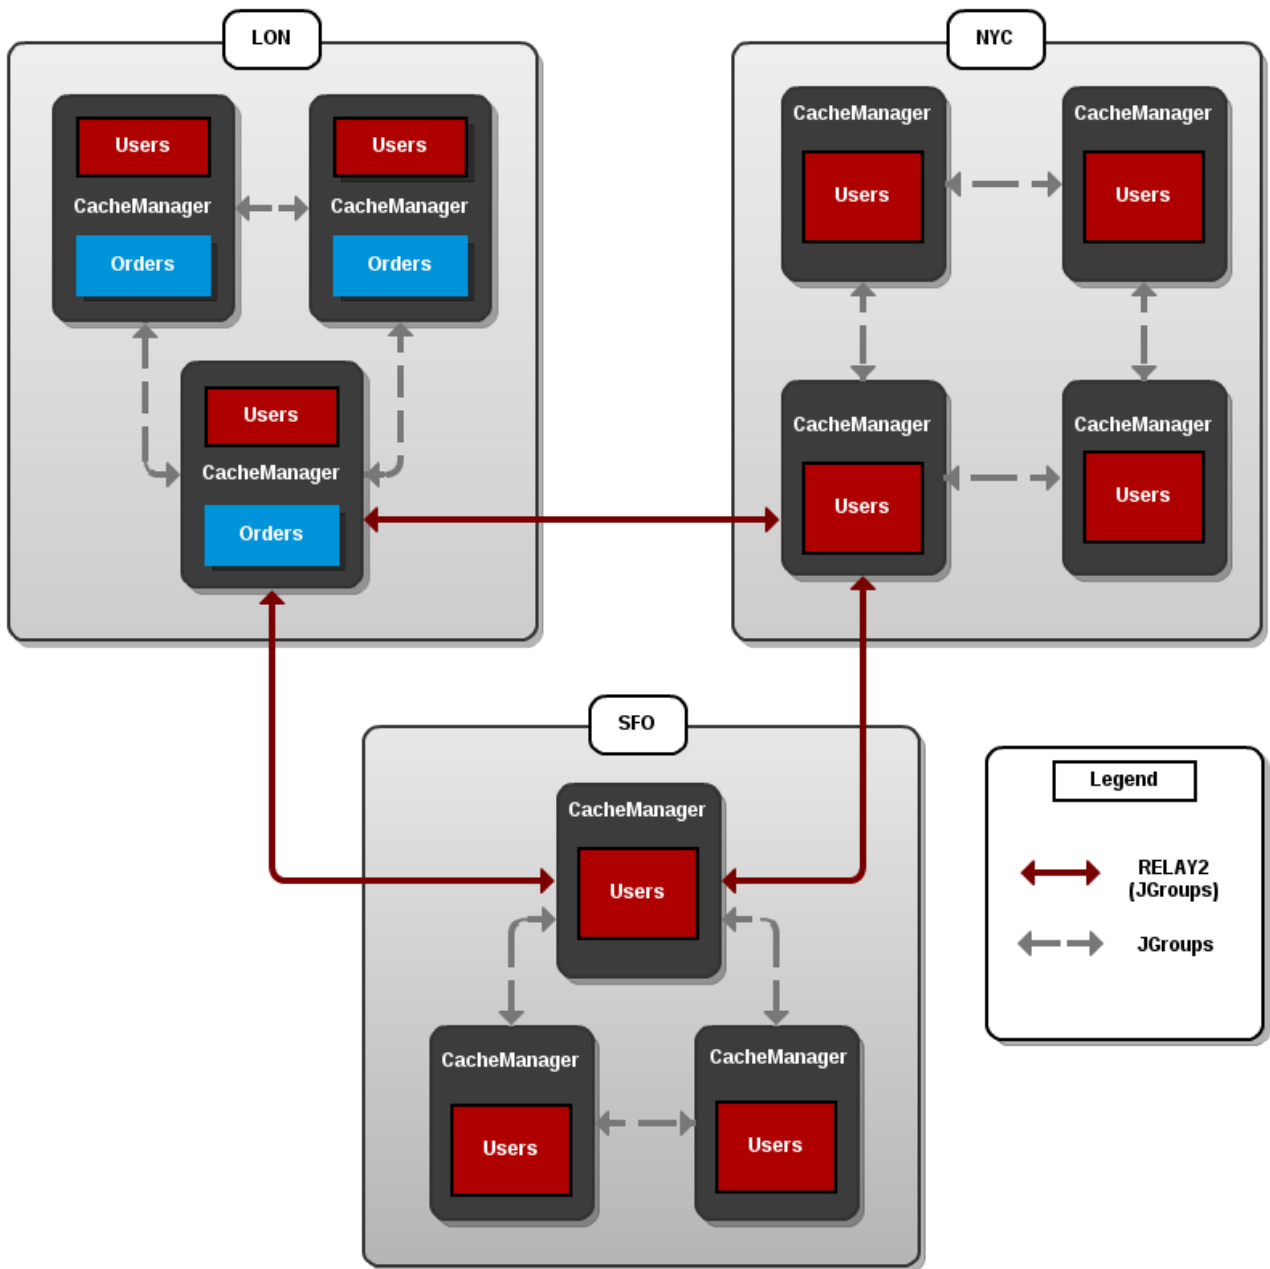 LON
Users
Users
CacheManager
CacheManager
Orders
Orders
Users
CacheManager
Orders
NYC
CacheManager
CacheManager
Users
Users
CacheManager
CacheManager
Users
Users
SFO
CacheManager
Users
CacheManager
CacheManager
Users
Users
Legend
RELAY2
(JGroups)
JGroups